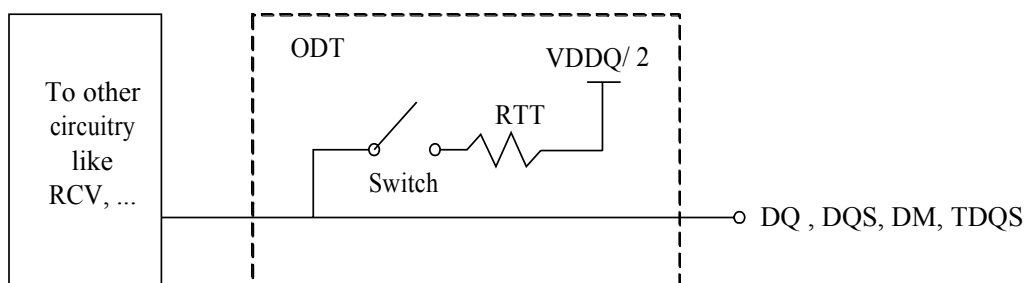 ODT
VDDQ/ 2
To other
circuitry
like
RCV, ...
RTT
Switch
DQ , DQS, DM, TDQS